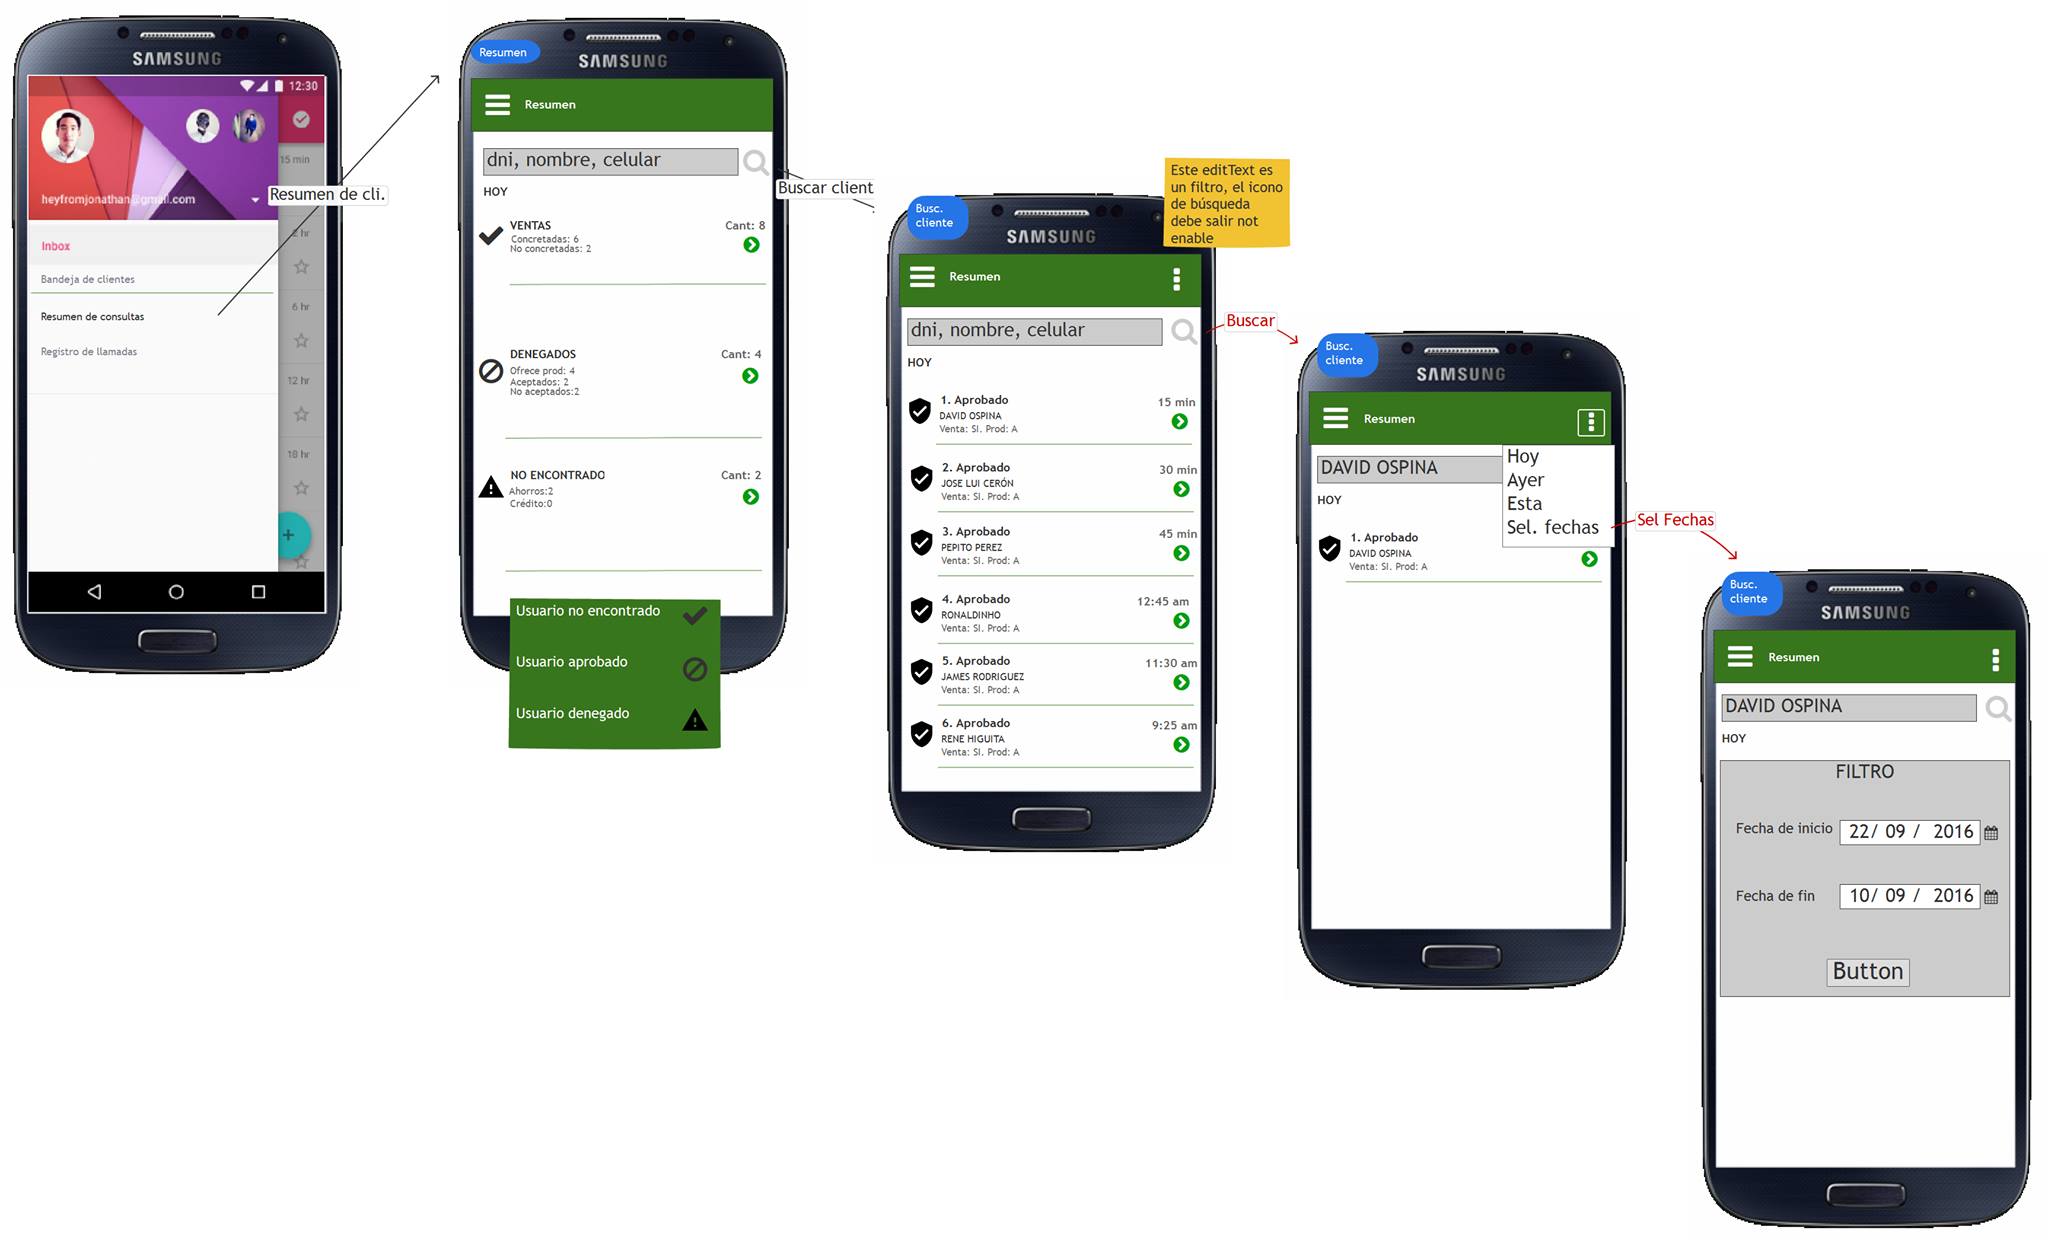 SAMSUNG
12:30
15 min
heyfromjonathan@gmail.com
Inbox
2 hr
Bandeja de clientes
Resumen de consultas
6 hr
Registro de llamadas
12 hr
18 hr
Resumen de cli.
Resumen
SAMSUNG
Resumen
dni, nombre, celular
HOY
VENTAS
Cant: 8
Concretadas: 6
No concretadas: 2
DENEGADOS
Cant: 4
Ofrece prod: 4
Aceptados: 2
No aceptados:2
NO ENCONTRADO
Cant: 2
Ahorros:2
Crédito:0
Usuario no encontrado
Usuario aprobado
Usuario denegado
Buscar client
Busc.
cliente
SAMSUNG
Este editText es
un filtro, el icono
de búsqueda
debe salir not
enable
Resumen
dni, nombre, celular
HOY
1. Aprobado
15 min
DAVID OSPINA
Venta: SI. Prod: A
2. Aprobado
30 min
JOSE LUI CERÓN
Venta: SI. Prod: A
3. Aprobado
45 min
PEPITO PEREZ
Venta: SI. Prod: A
4. Aprobado
12:45 am
RONALDINHO
Venta: SI. Prod: A
5. Aprobado
11:30 am
JAMES RODRIGUEZ
Venta: SI. Prod: A
6. Aprobado
9:25 am
RENE HIGUITA
Venta: SI. Prod: A
Buscar
Busc.
cliente
SAMSUNG
Resumen
DAVID OSPINA
Hoy
Ayer
Esta
Sel. fechas
HOY
1. Aprobado
DAVID OSPINA
Venta: SI. Prod: A
Sel Fechas
Busc.
cliente
SAMSUNG
Resumen
DAVID OSPINA
HOY
FILTRO
Fecha de inicio 22/ 09 / 2016
Fecha de fin 10/ 09 / 2016
Button